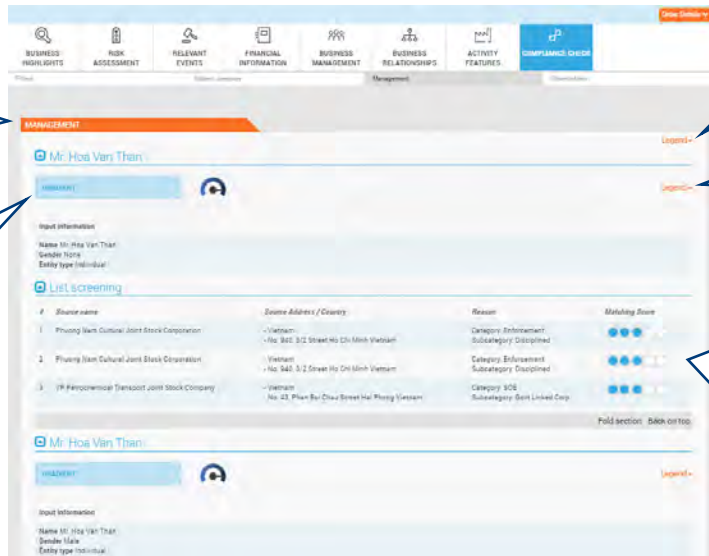 Show Details
BUSINESS HIGHLIGHTS
RISK ASSESSMENT
RELEVANT EVENTS
FINANCIAL INFORMATION
BUSINESS MANAGEMENT
BUSINESS RELATIONSHIPS
ACTIVITY FEATURES
COMPLIANCE CHECK
Management
MANAGEMENT
Legend
Mr. Hoa Van Than
Legend
Input Information
Name Mr. Hoa Van Than
Gender None
Entity type Individual
List screening
# Source name Source Address / Country Reason Matching Score
1 Phuong Nam Cultural Joint Stock Corporation - Vietnam Category: Enforcement
- No. 940, 3/2 Street Ho Chi Minh Vietnam Subcategory: Disciplined
2 Phuong Nam Cultural Joint Stock Corporation - Vietnam Category: Enforcement
- No. 940, 3/2 Street Ho Chi Minh Vietnam Subcategory: Disciplined
3 VP Petrochemical Transport Joint Stock Company - Vietnam Category: SOE
- No. 43, Phan Boi Chau Street Hai Phong Vietnam Subcategory: Govt Linked Corp
Fold section Back on top
Mr. Hoa Van Than
Legend
Input Information
Name Mr. Hoa Van Than
Gender Male
Entity type Individual